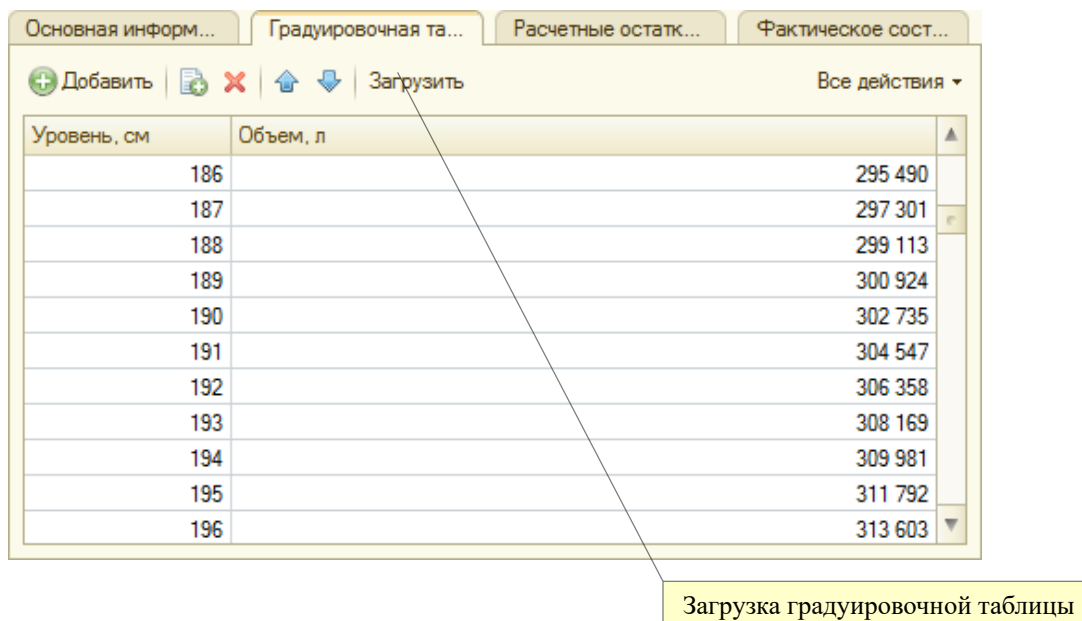 Основная информ... Градуировочная та... Расчетные остатк... Фактическое сост...
Добавить Загрузить Все действия
Уровень, см Объем, л
186 295 490
187 297 301
188 299 113
189 300 924
190 302 735
191 304 547
192 306 358
193 308 169
194 309 981
195 311 792
196 313 603
Загрузка градуировочной таблицы